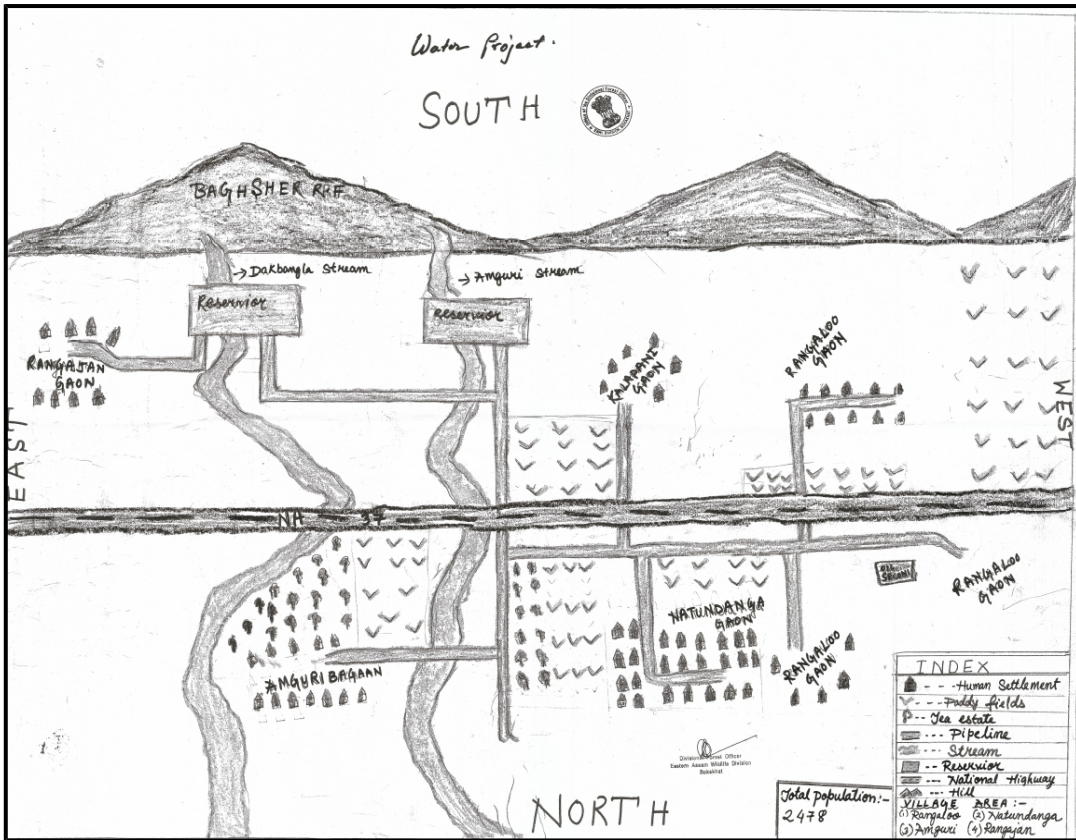 Water Project.
SOUTH
BAGHSHER RHF
→ Dakbangla Stream
→ Amguri Stream
Reservior
Reservior
RANGAJAN
GAON
KALAPANI
GAON
RANGALOO
GAON
EAST
WEST
NH 37
RANGALOO
GAON
NATUNDANGA
GAON
RANGALOO
GAON
AMGURI BAGAAN
INDEX
--- Human Settlement
--- Paddy fields
--- Tea estate
--- Pipeline
--- Stream
--- Reservior
--- National Highway
--- Hill
VILLAGE AREA :-
(1) Rangaloo (2) Natundanga
(3) Amguri (4) Rangajan
Divisional Forest Officer
Eastern Assam Wildlife Division
Bokakhat
Total population:-
2478
NORTH